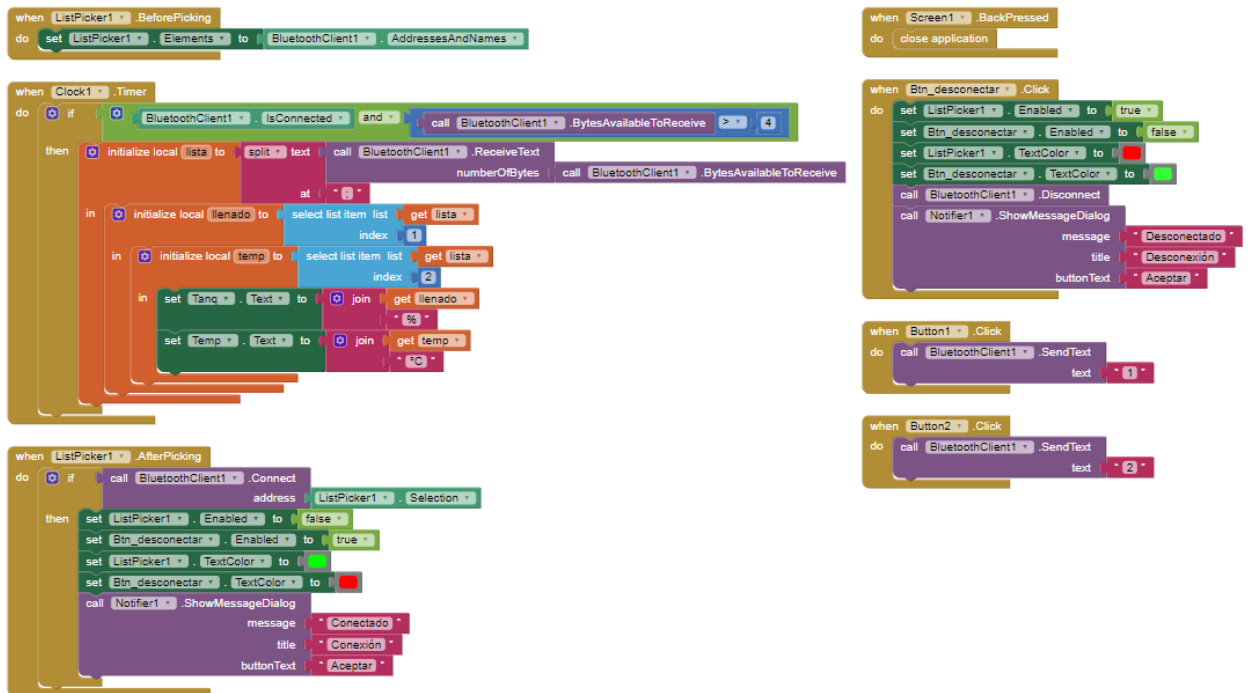 when ListPicker1 .BeforePicking
do set ListPicker1 . Elements to BluetoothClient1 . AddressesAndNames
when Clock1 .Timer
do if BluetoothClient1 . IsConnected and call BluetoothClient1 .BytesAvailableToReceive > 4
then initialize local lista to split text call BluetoothClient1 .ReceiveText
numberOfBytes call BluetoothClient1 .BytesAvailableToReceive
at " : "
in initialize local llenado to select list item list get lista
index 1
in initialize local temp to select list item list get lista
index 2
in set Tanq . Text to join get llenado
" % "
set Temp . Text to join get temp
" °C "
when ListPicker1 .AfterPicking
do if call BluetoothClient1 .Connect
address ListPicker1 . Selection
then set ListPicker1 . Enabled to false
set Btn_desconectar . Enabled to true
set ListPicker1 . TextColor to
set Btn_desconectar . TextColor to
call Notifier1 .ShowMessageDialog
message " Conectado "
title " Conexión "
buttonText " Aceptar "
when Screen1 .BackPressed
do close application
when Btn_desconectar .Click
do set ListPicker1 . Enabled to true
set Btn_desconectar . Enabled to false
set ListPicker1 . TextColor to
set Btn_desconectar . TextColor to
call BluetoothClient1 .Disconnect
call Notifier1 .ShowMessageDialog
message " Desconectado "
title " Desconexión "
buttonText " Aceptar "
when Button1 .Click
do call BluetoothClient1 .SendText
text " 1 "
when Button2 .Click
do call BluetoothClient1 .SendText
text " 2 "